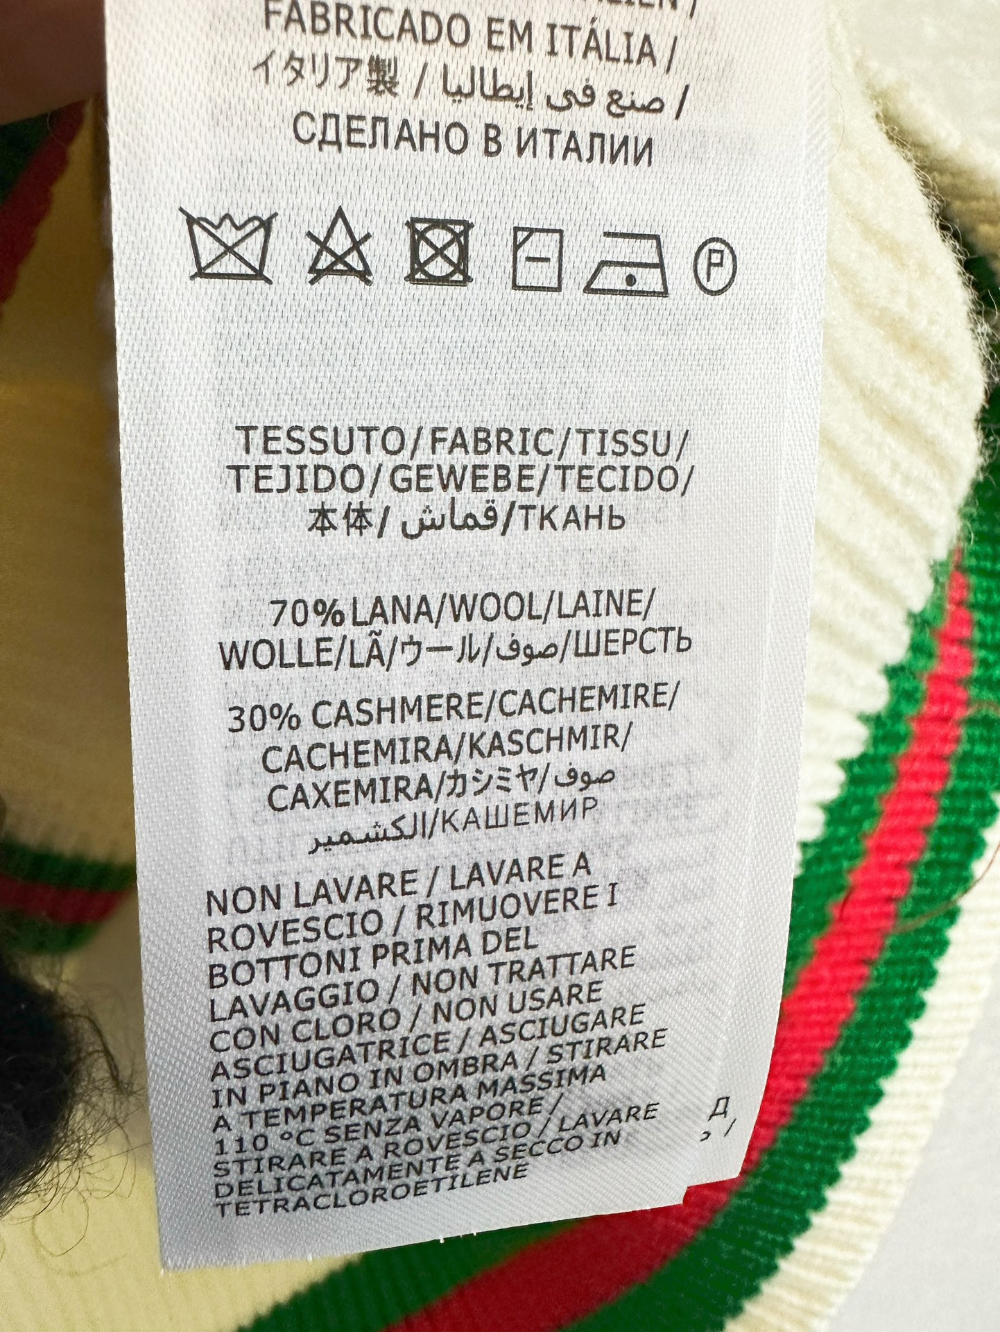 FABRICADO EM ITÁLIA /
イタリア製 / صنع في إيطاليا /
СДЕЛАНО В ИТАЛИИ
P
TESSUTO/FABRIC/TISSU/
TEJIDO/GEWEBE/TECIDO/
本体/قماش/ТКАНЬ
70%LANA/WOOL/LAINE/
WOLLE/LÃ/ウール/صوف/ШЕРСТЬ
30% CASHMERE/CACHEMIRE/
CACHEMIRA/KASCHMIR/
CAXEMIRA/カシミヤ/صوف
الكشمير/КАШЕМИР
NON LAVARE / LAVARE A
ROVESCIO / RIMUOVERE I
BOTTONI PRIMA DEL
LAVAGGIO / NON TRATTARE
CON CLORO / NON USARE
ASCIUGATRICE / ASCIUGARE
IN PIANO IN OMBRA / STIRARE
A TEMPERATURA MASSIMA
110 °C SENZA VAPORE/
STIRARE A ROVESCIO / LAVARE
DELICATAMENTE A SECCO IN
TETRACLOROETILENE